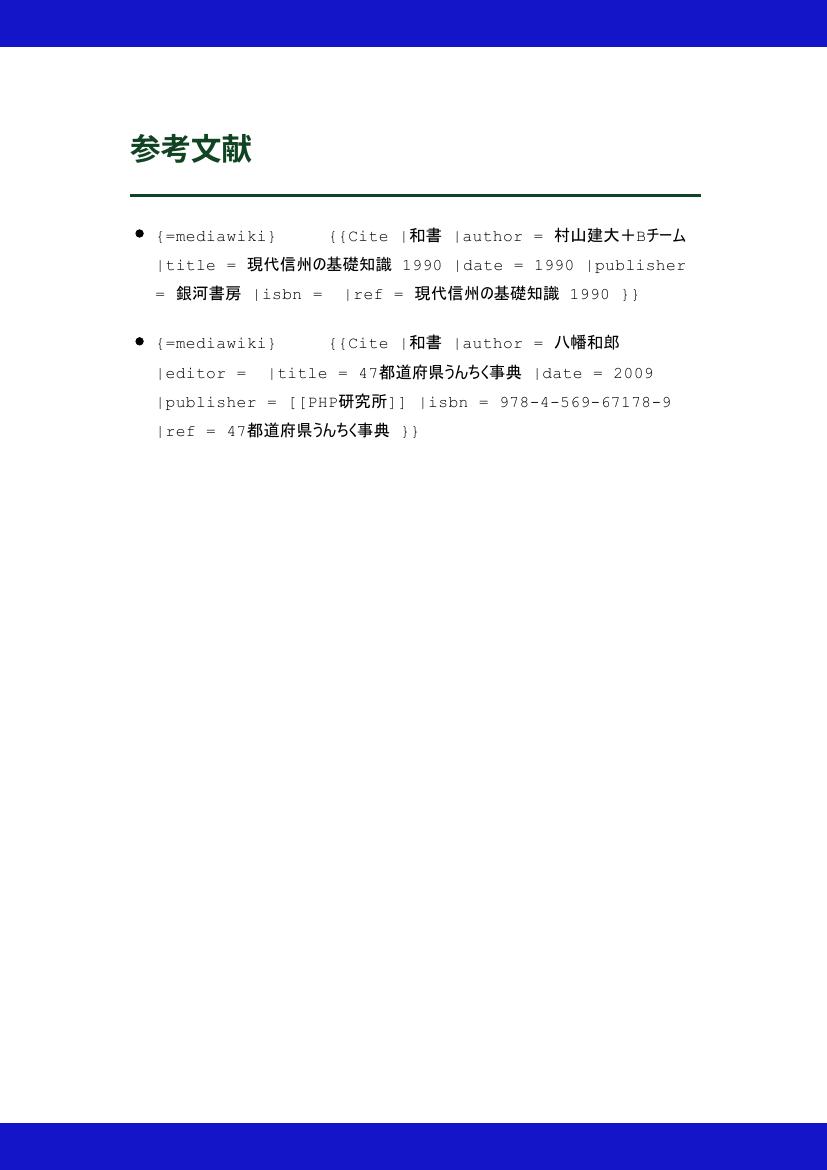 参考文献
● {=mediawiki} {{Cite |和書 |author = 村山建大＋Bチーム
|title = 現代信州の基礎知識 1990 |date = 1990 |publisher
= 銀河書房 |isbn = |ref = 現代信州の基礎知識 1990 }}
● {=mediawiki} {{Cite |和書 |author = 八幡和郎
|editor = |title = 47都道府県うんちく事典 |date = 2009
|publisher = [[PHP研究所]] |isbn = 978-4-569-67178-9
|ref = 47都道府県うんちく事典 }}